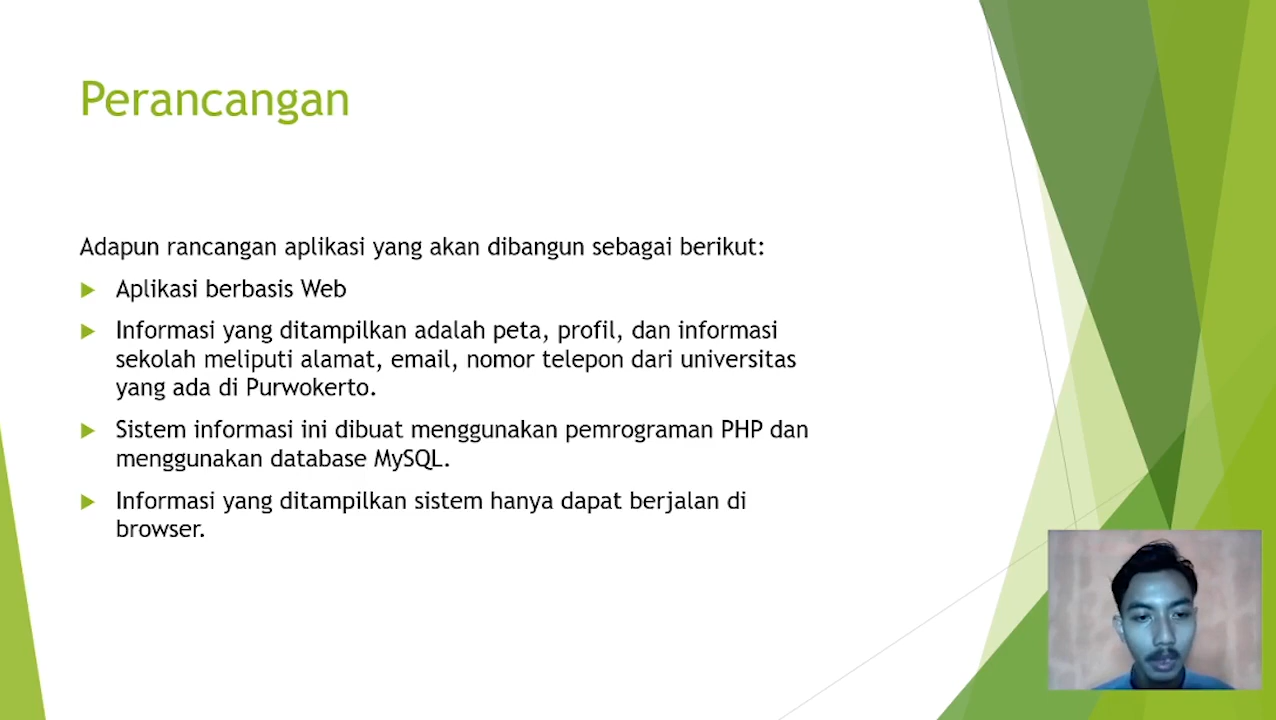 Perancangan
Adapun rancangan aplikasi yang akan dibangun sebagai berikut:
Aplikasi berbasis Web
Informasi yang ditampilkan adalah peta, profil, dan informasi
sekolah meliputi alamat, email, nomor telepon dari universitas
yang ada di Purwokerto.
Sistem informasi ini dibuat menggunakan pemrograman PHP dan
menggunakan database MySQL.
Informasi yang ditampilkan sistem hanya dapat berjalan di
browser.